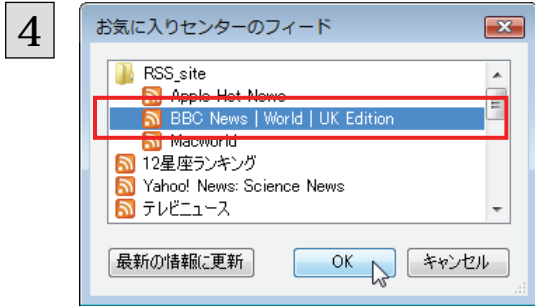 4
お気に入りセンターのフィード
RSS_site
Apple Hot News
BBC News | World | UK Edition
Macworld
12星座ランキング
Yahoo! News: Science News
テレビニュース
最新の情報に更新
OK
キャンセル